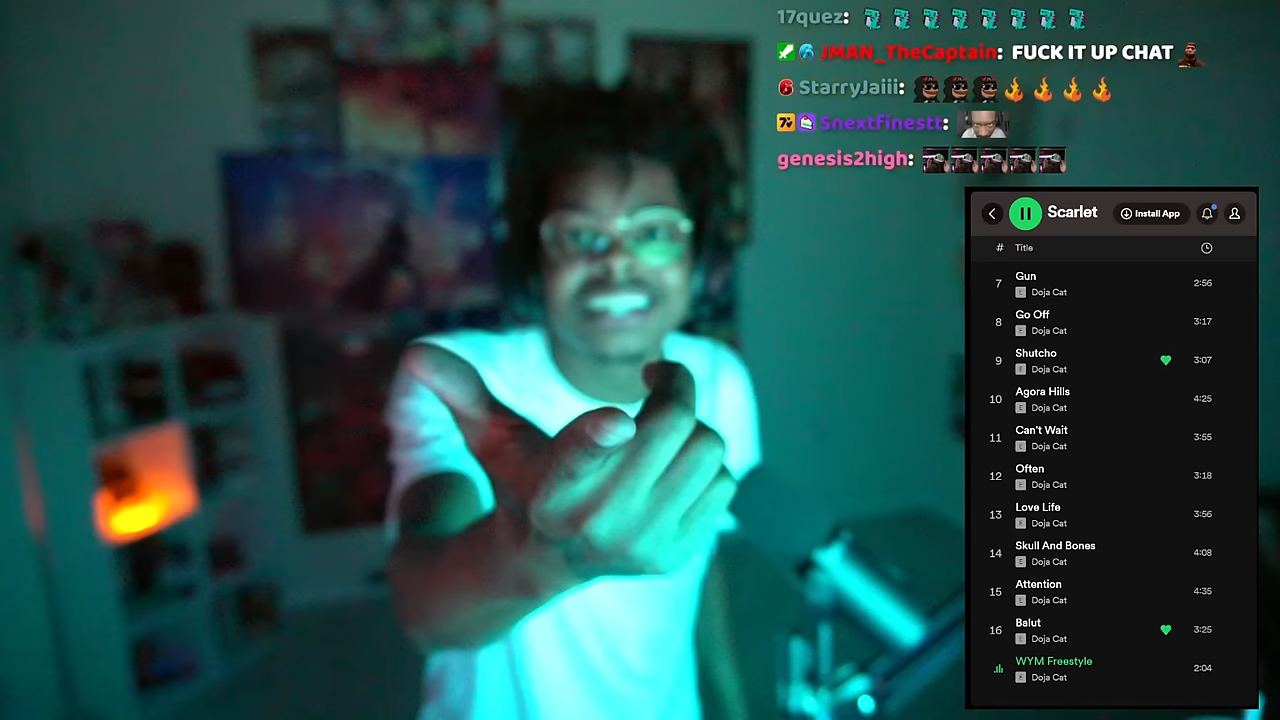 17quez:
JMAN_TheCaptain: FUCK IT UP CHAT
StarryJaiii:
Snextfinestt:
genesis2high:
Scarlet
Install App
# Title
7 Gun 2:56
E Doja Cat
8 Go Off 3:17
E Doja Cat
9 Shutcho 3:07
E Doja Cat
10 Agora Hills 4:25
E Doja Cat
11 Can't Wait 3:55
E Doja Cat
12 Often 3:18
E Doja Cat
13 Love Life 3:56
E Doja Cat
14 Skull And Bones 4:08
E Doja Cat
15 Attention 4:35
E Doja Cat
16 Balut 3:25
E Doja Cat
WYM Freestyle 2:04
E Doja Cat